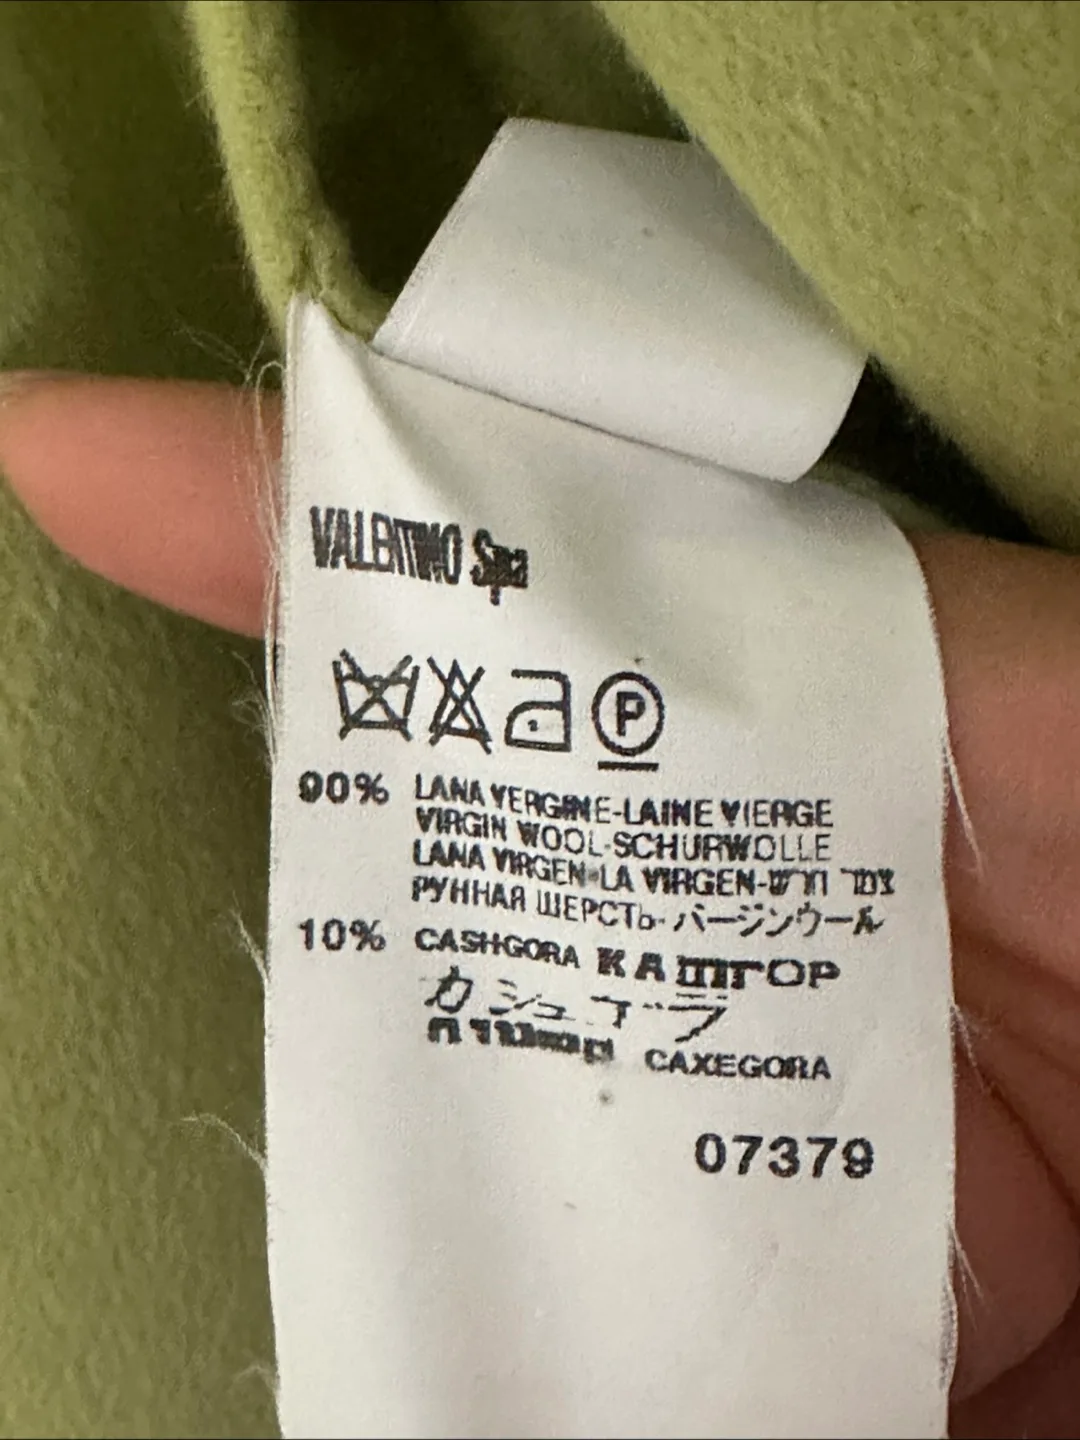 VALENTINO Spa
P
90% LANA VERGINE-LAINE VIERGE
VIRGIN WOOL-SCHURWOLLE
LANA VIRGEN-LA VIRGEN-
РУННАЯ ШЕРСТЬ-バージンウール
10% CASHGORA КАШГОР
カシュゴラ
CAXEGORA
07379